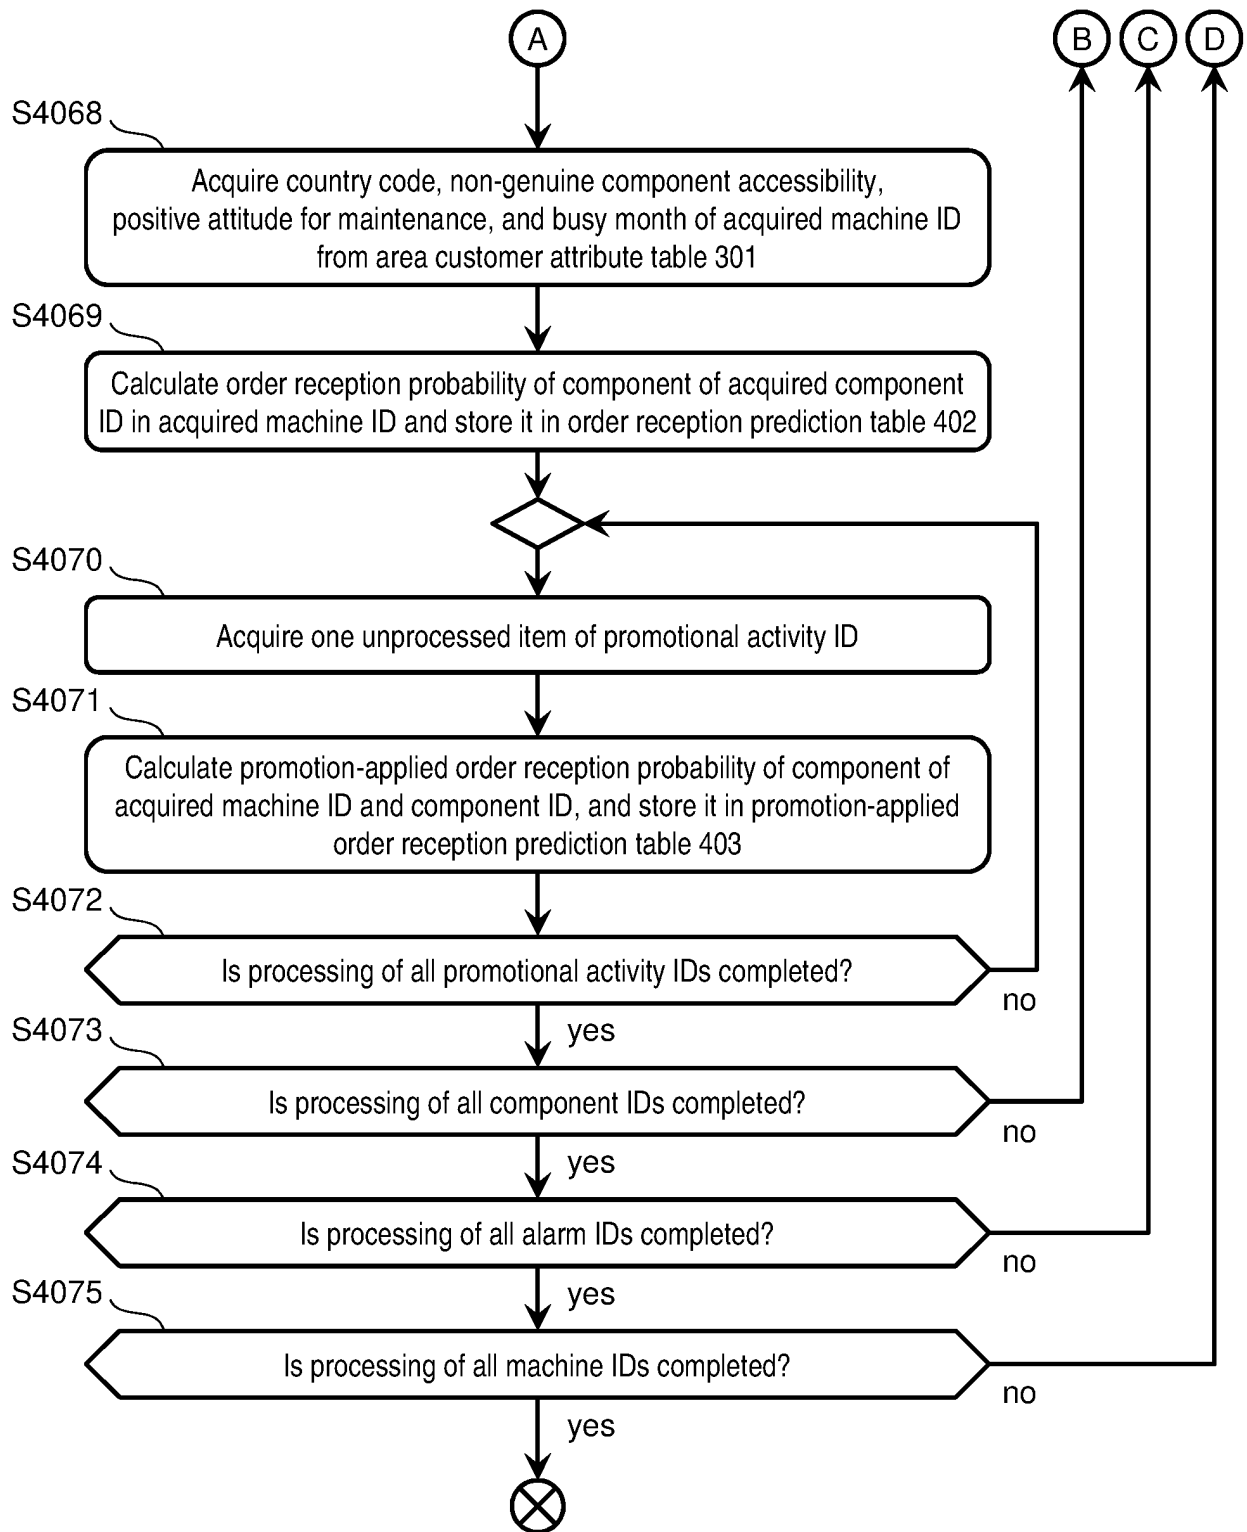 A
B C D
S4068
Acquire country code, non-genuine component accessibility,
positive attitude for maintenance, and busy month of acquired machine ID
from area customer attribute table 301
S4069
Calculate order reception probability of component of acquired component
ID in acquired machine ID and store it in order reception prediction table 402
S4070
Acquire one unprocessed item of promotional activity ID
S4071
Calculate promotion-applied order reception probability of component of
acquired machine ID and component ID, and store it in promotion-applied
order reception prediction table 403
S4072
Is processing of all promotional activity IDs completed?
no
yes
S4073
Is processing of all component IDs completed?
no
yes
S4074
Is processing of all alarm IDs completed?
no
yes
S4075
Is processing of all machine IDs completed?
no
yes